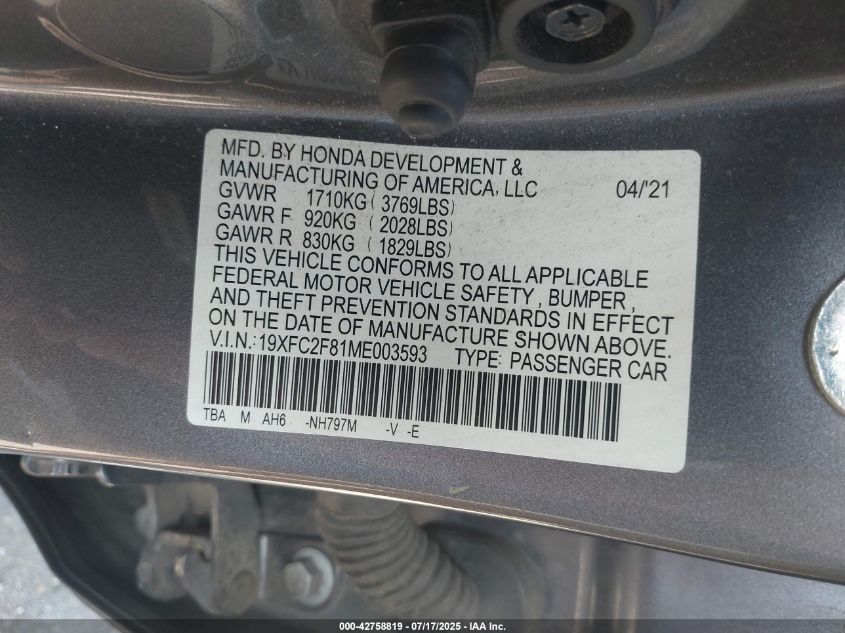 MFD. BY HONDA DEVELOPMENT &
MANUFACTURING OF AMERICA, LLC 04/'21
GVWR 1710KG ( 3769LBS)
GAWR F 920KG ( 2028LBS)
GAWR R 830KG ( 1829LBS)
THIS VEHICLE CONFORMS TO ALL APPLICABLE
FEDERAL MOTOR VEHICLE SAFETY, BUMPER,
AND THEFT PREVENTION STANDARDS IN EFFECT
ON THE DATE OF MANUFACTURE SHOWN ABOVE.
V.I.N.:19XFC2F81ME003593 TYPE: PASSENGER CAR
TBA M AH6 -NH797M -V -E
000-42758819 / 07/17/2025 - IAA Inc.